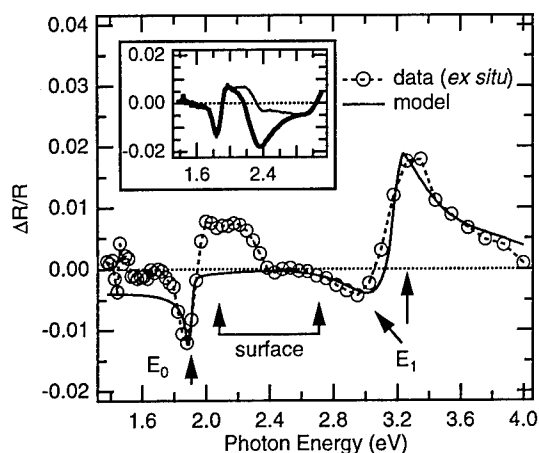 0.04
0.03
0.02
0.01
0.00
-0.01
-0.02
ΔR/R
0.02
0.00
-0.02
1.6
2.4
data (ex situ)
model
E0
surface
E1
1.6
2.0
2.4
2.8
3.2
3.6
4.0
Photon Energy (eV)